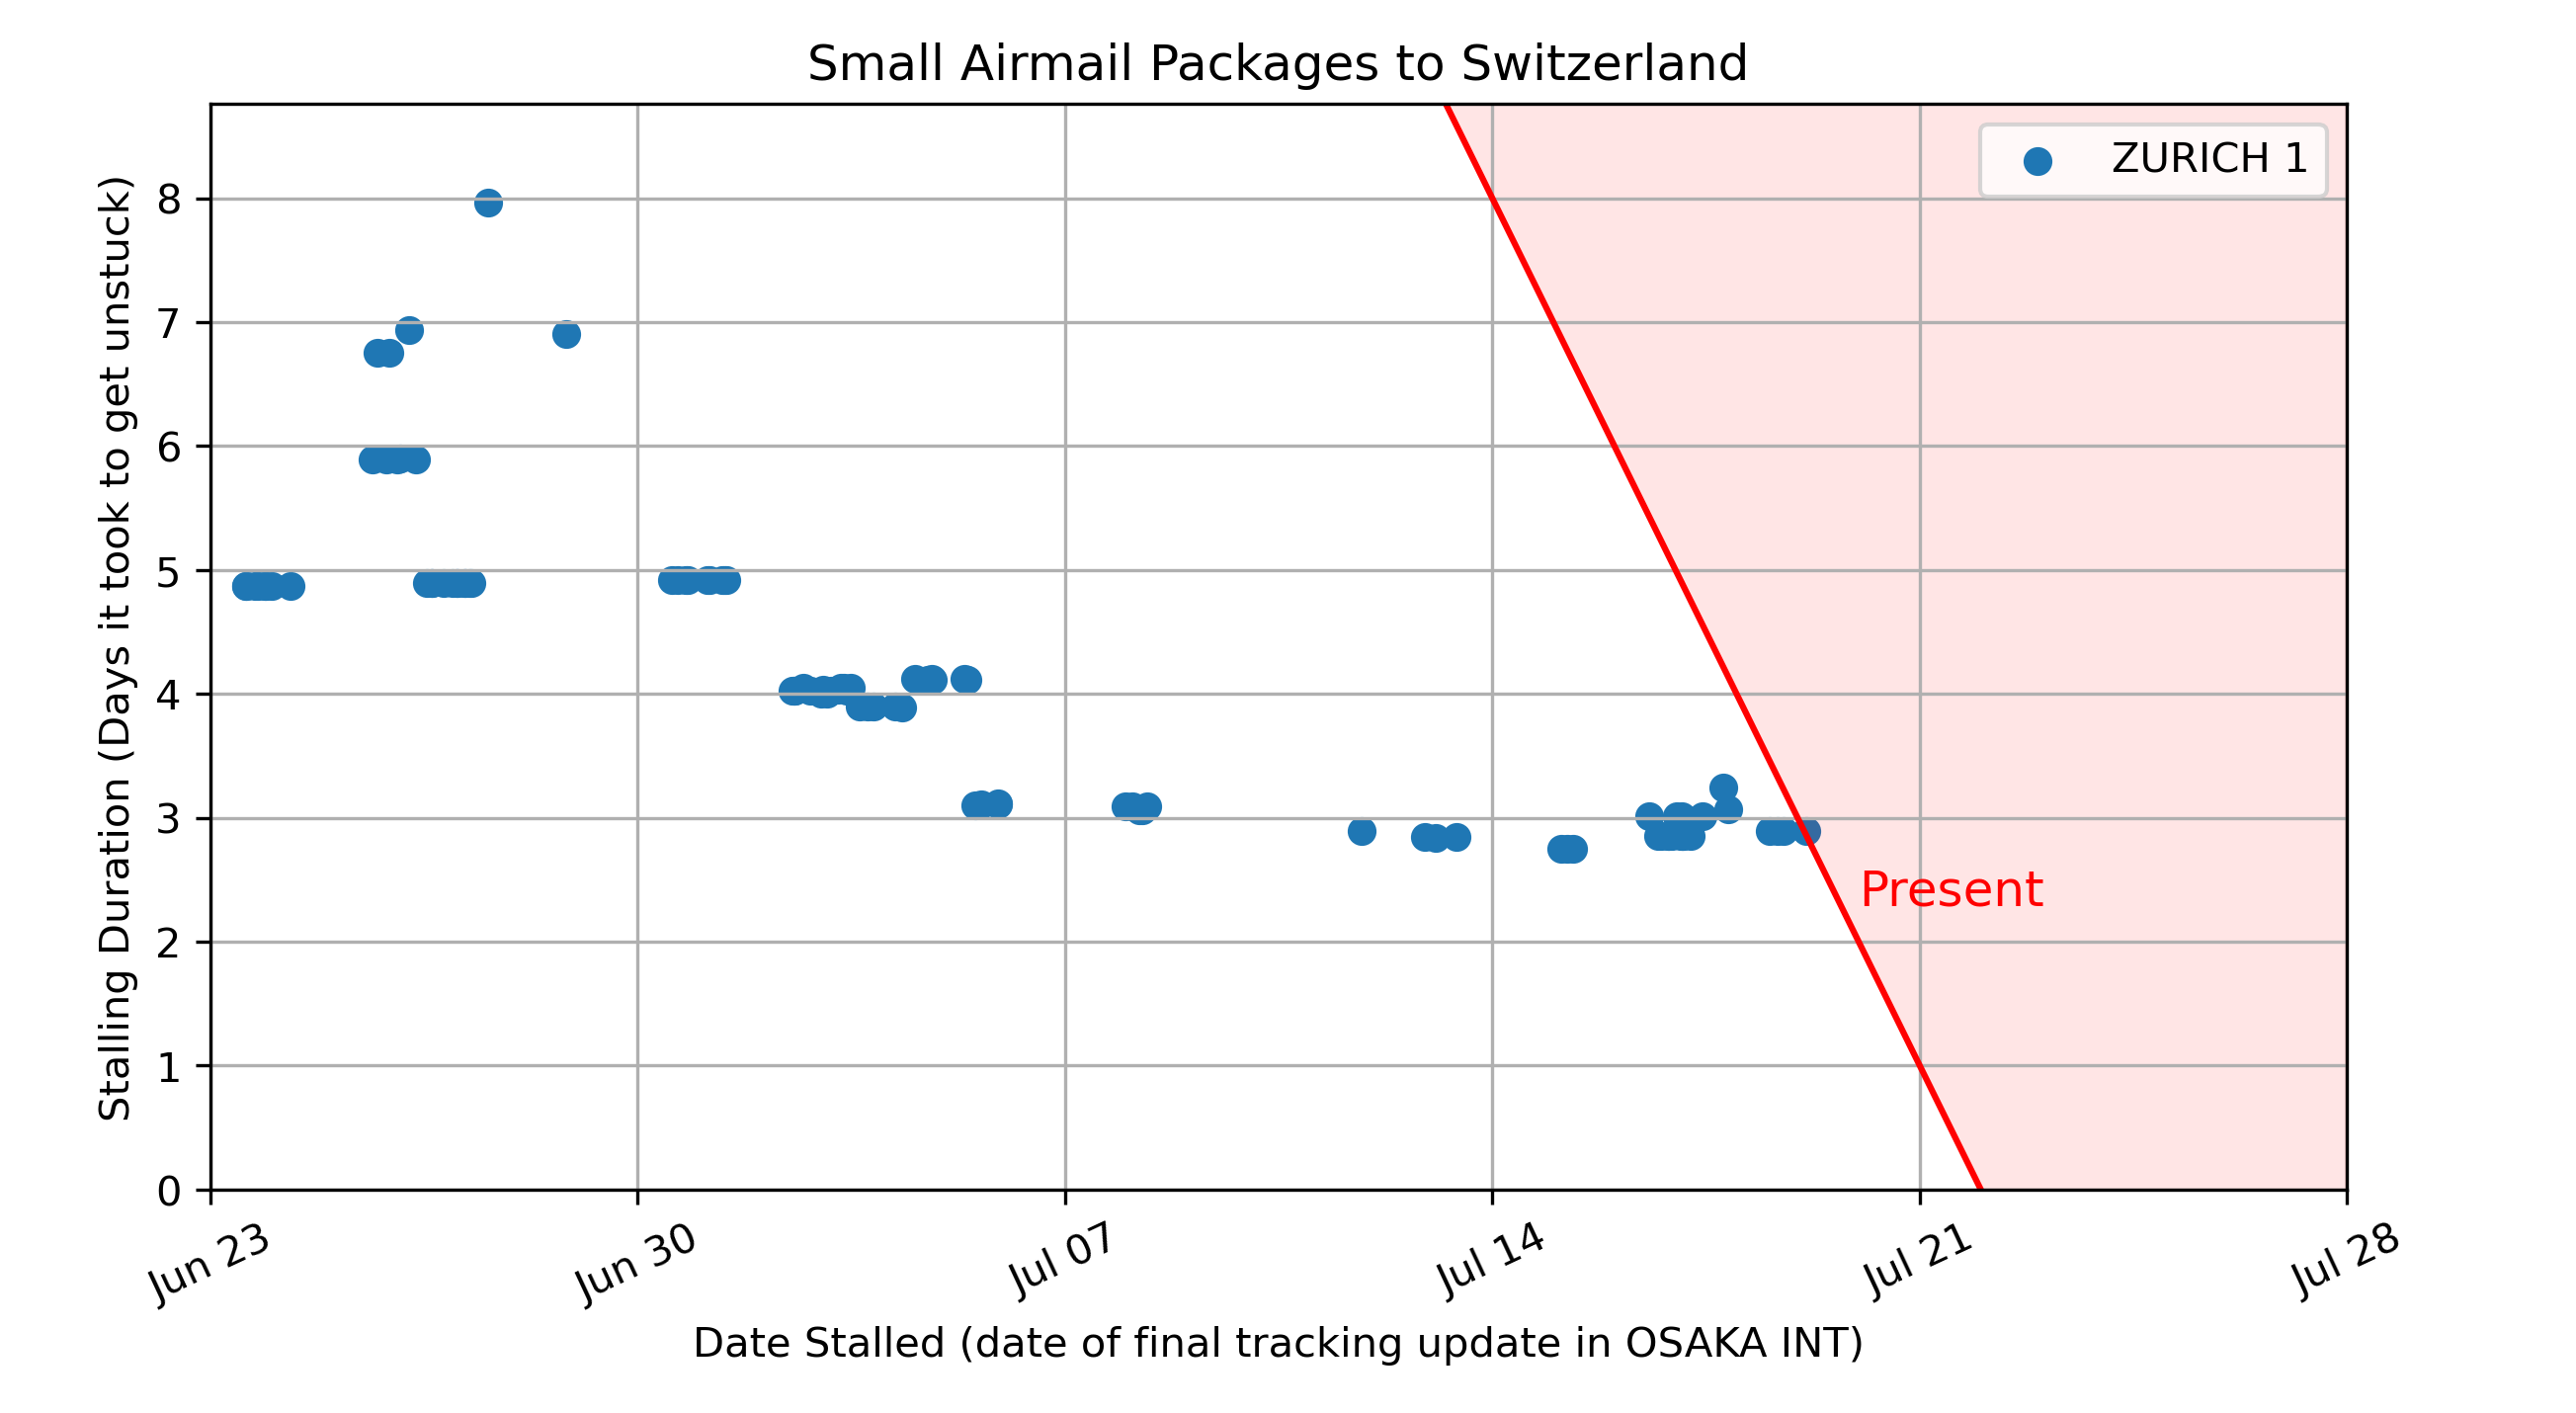 Small Airmail Packages to Switzerland
ZURICH 1
Stalling Duration (Days it took to get unstuck)
8
7
6
5
4
3
2
1
0
Present
Jun 23
Jun 30
Jul 07
Jul 14
Jul 21
Jul 28
Date Stalled (date of final tracking update in OSAKA INT)